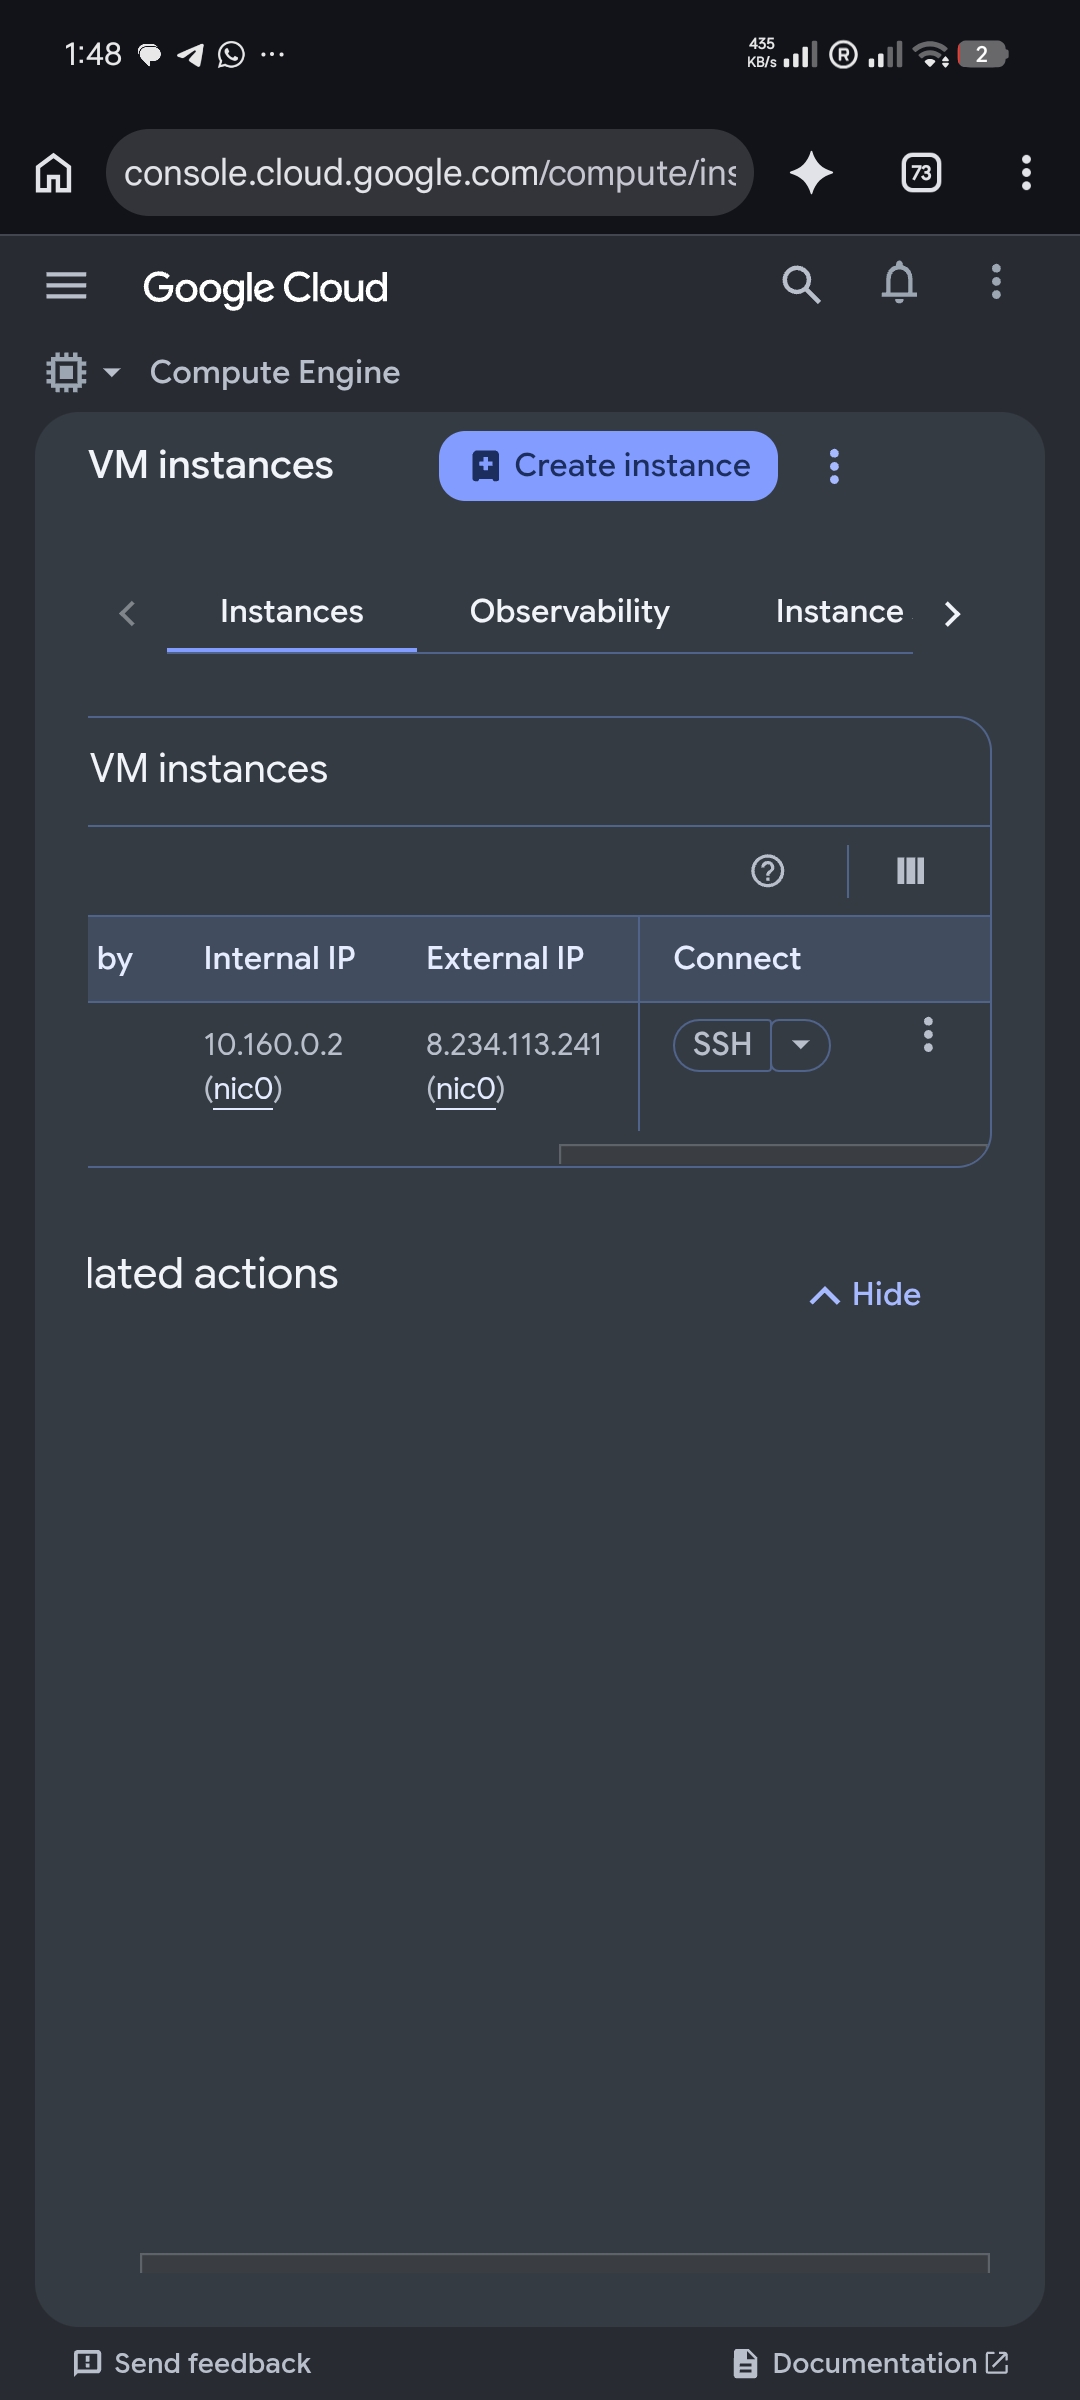 1:48
435
KB/s
R
2
console.cloud.google.com/compute/ins
73
Google Cloud
Compute Engine
VM instances
Create instance
Instances
Observability
Instance
VM instances
by
Internal IP
External IP
Connect
10.160.0.2
(nic0)
8.234.113.241
(nic0)
SSH
lated actions
Hide
Send feedback
Documentation